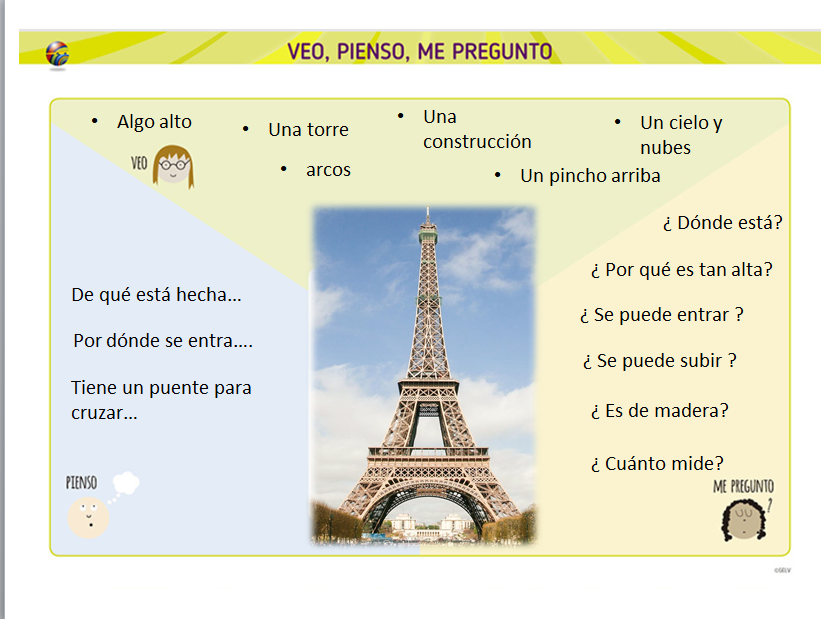 VEO, PIENSO, ME PREGUNTO
• Algo alto
• Una torre
• Una
construcción
• Un cielo y
nubes
VEO
• arcos
• Un pincho arriba
¿ Dónde está?
¿ Por qué es tan alta?
¿ Se puede entrar ?
¿ Se puede subir ?
¿ Es de madera?
¿ Cuánto mide?
ME PREGUNTO
?
De qué está hecha...
Por dónde se entra....
Tiene un puente para
cruzar...
PIENSO
©GELV